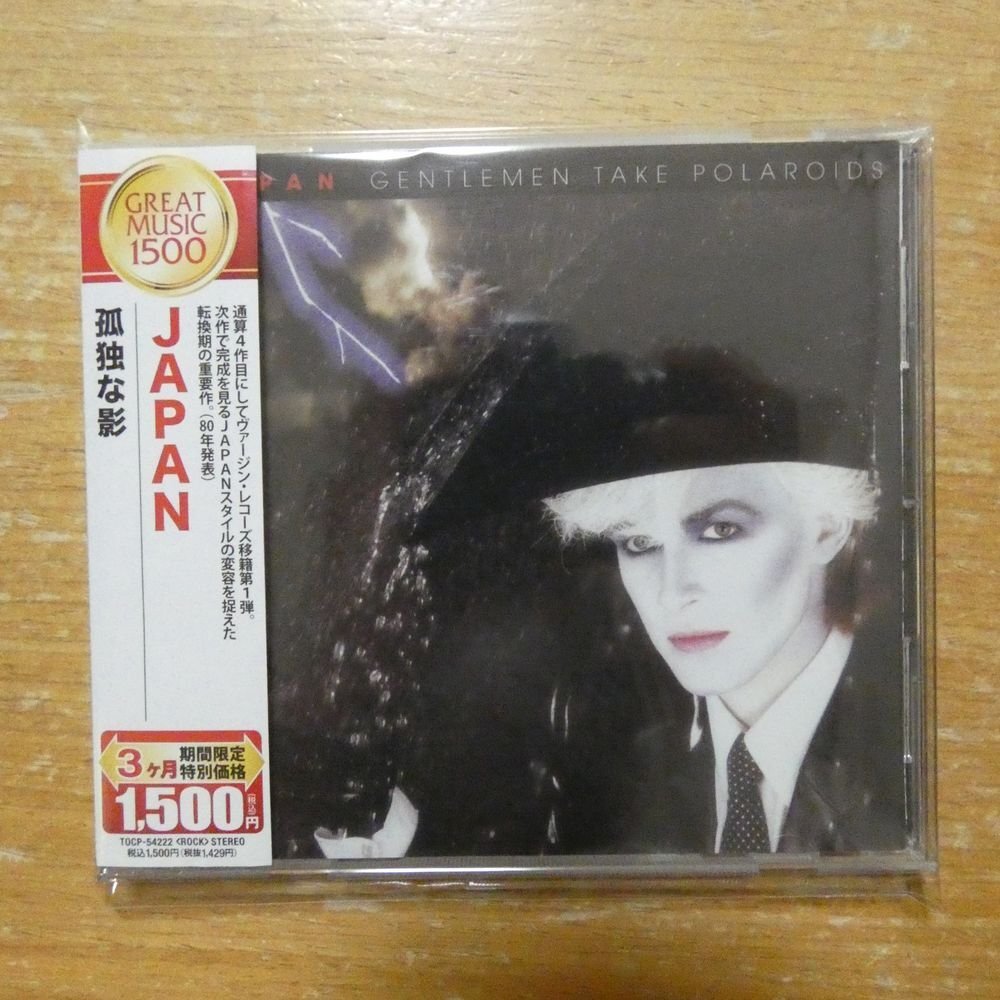 GREAT
MUSIC
1500
PAN GENTLEMEN TAKE POLAROIDS
JAPAN
孤独な影
通算4作目にしてヴァージン・レコーズ移籍第1弾。
次作で完成を見るJAPANスタイルの変容を捉えた
転換期の重要作。(80年発表)
3ヶ月
期間限定
特別価格
1,500円(税込)
TOCP-54222 <ROCK> STEREO
税込1,500円(税抜1,429円)